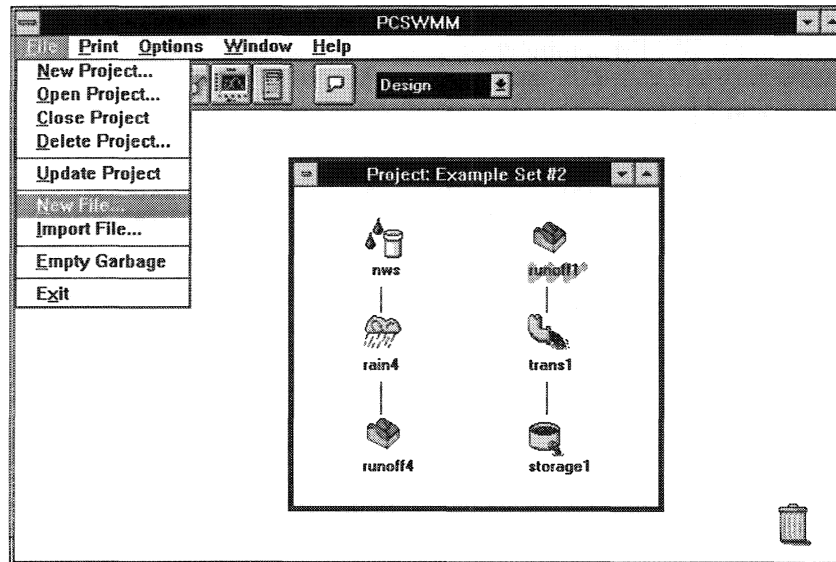 PCSWMM
File Print Options Window Help
New Project...
Open Project...
Close Project
Delete Project...
Update Project
New File...
Import File...
Empty Garbage
Exit
Design
Project: Example Set #2
nws
runoff1
rain4
trans1
runoff4
storage1